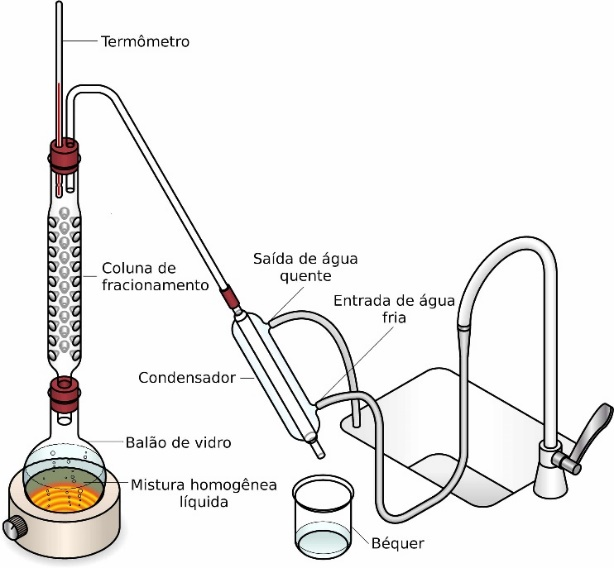 Termômetro
Coluna de
fracionamento
Saída de água
quente
Entrada de água
fria
Condensador
Balão de vidro
Mistura homogênea
líquida
Béquer